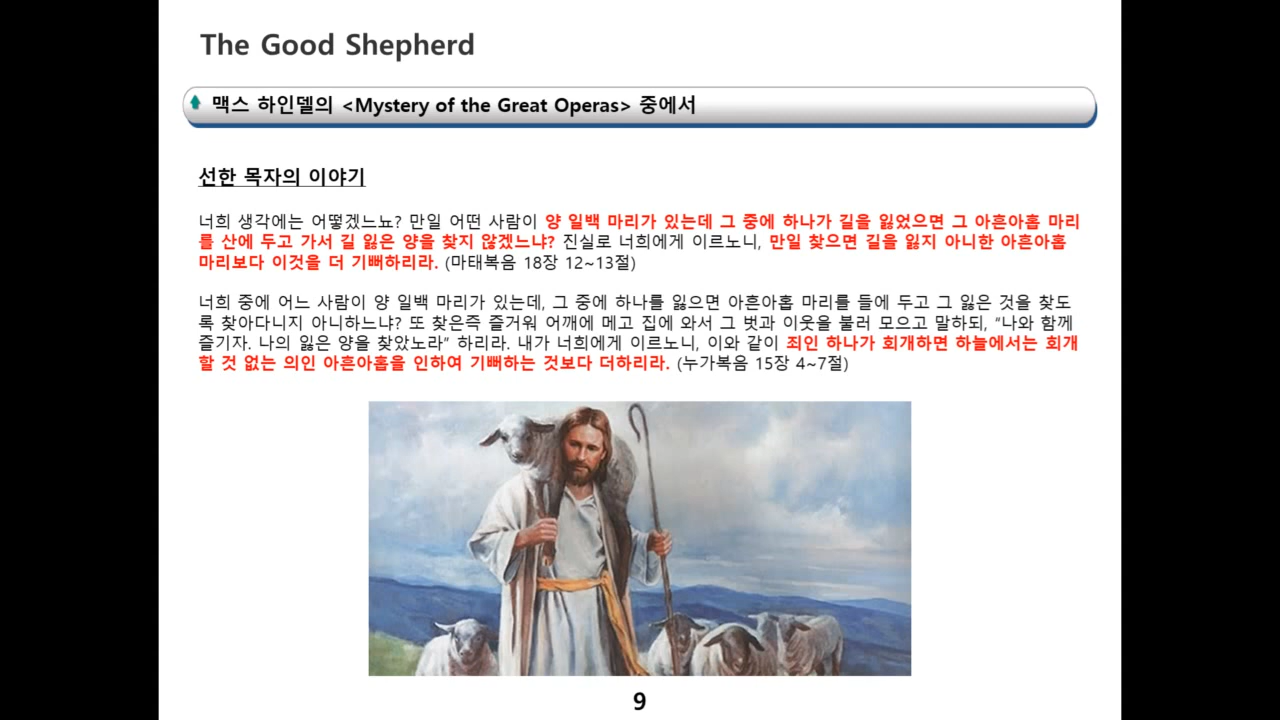 The Good Shepherd
맥스 하인델의 <Mystery of the Great Operas> 중에서
선한 목자의 이야기
너희 생각에는 어떻겠느뇨? 만일 어떤 사람이 양 일백 마리가 있는데 그 중에 하나가 길을 잃었으면 그 아흔아홉 마리
를 산에 두고 가서 길 잃은 양을 찾지 않겠느냐? 진실로 너희에게 이르노니, 만일 찾으면 길을 잃지 아니한 아흔아홉
마리보다 이것을 더 기뻐하리라. (마태복음 18장 12~13절)
너희 중에 어느 사람이 양 일백 마리가 있는데, 그 중에 하나를 잃으면 아흔아홉 마리를 들에 두고 그 잃은 것을 찾도
록 찾아다니지 아니하느냐? 또 찾은즉 즐거워 어깨에 메고 집에 와서 그 벗과 이웃을 불러 모으고 말하되, “나와 함께
즐기자. 나의 잃은 양을 찾았노라” 하리라. 내가 너희에게 이르노니, 이와 같이 죄인 하나가 회개하면 하늘에서는 회개
할 것 없는 의인 아흔아홉을 인하여 기뻐하는 것보다 더하리라. (누가복음 15장 4~7절)
9